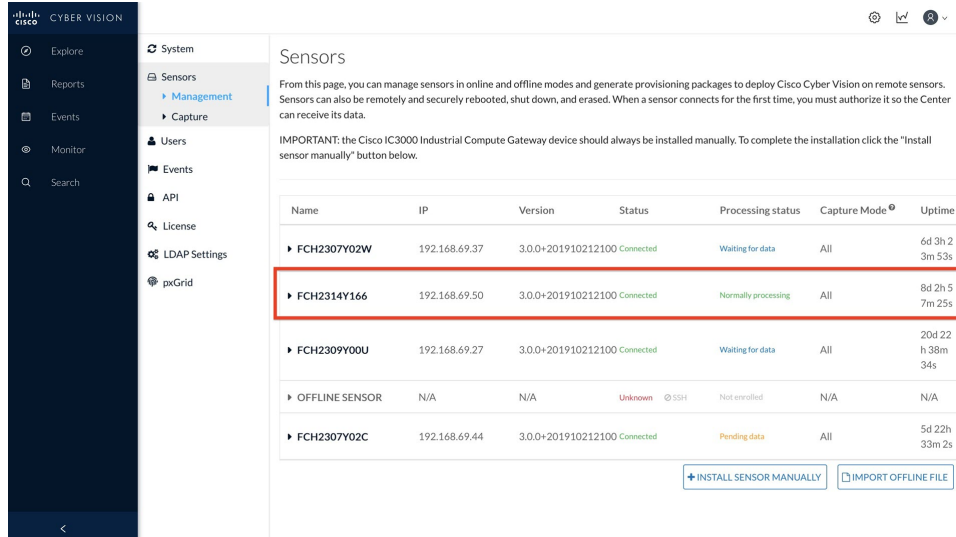 cisco CYBER VISION
Explore
Reports
Events
Monitor
Search
System
Sensors
Management
Capture
Users
Events
API
License
LDAP Settings
pxGrid
Sensors
From this page, you can manage sensors in online and offline modes and generate provisioning packages to deploy Cisco Cyber Vision on remote sensors.
Sensors can also be remotely and securely rebooted, shut down, and erased. When a sensor connects for the first time, you must authorize it so the Center
can receive its data.
IMPORTANT: the Cisco IC3000 Industrial Compute Gateway device should always be installed manually. To complete the installation click the "Install
sensor manually" button below.
Name IP Version Status Processing status Capture Mode Uptime
FCH2307Y02W 192.168.69.37 3.0.0+201910212100 Connected Waiting for data All 6d 3h 2
3m 53s
FCH2314Y166 192.168.69.50 3.0.0+201910212100 Connected Normally processing All 8d 2h 5
7m 25s
FCH2309Y00U 192.168.69.27 3.0.0+201910212100 Connected Waiting for data All 20d 22
h 38m
34s
OFFLINE SENSOR N/A N/A Unknown SSH Not enrolled N/A N/A
FCH2307Y02C 192.168.69.44 3.0.0+201910212100 Connected Pending data All 5d 22h
33m 2s
+ INSTALL SENSOR MANUALLY IMPORT OFFLINE FILE